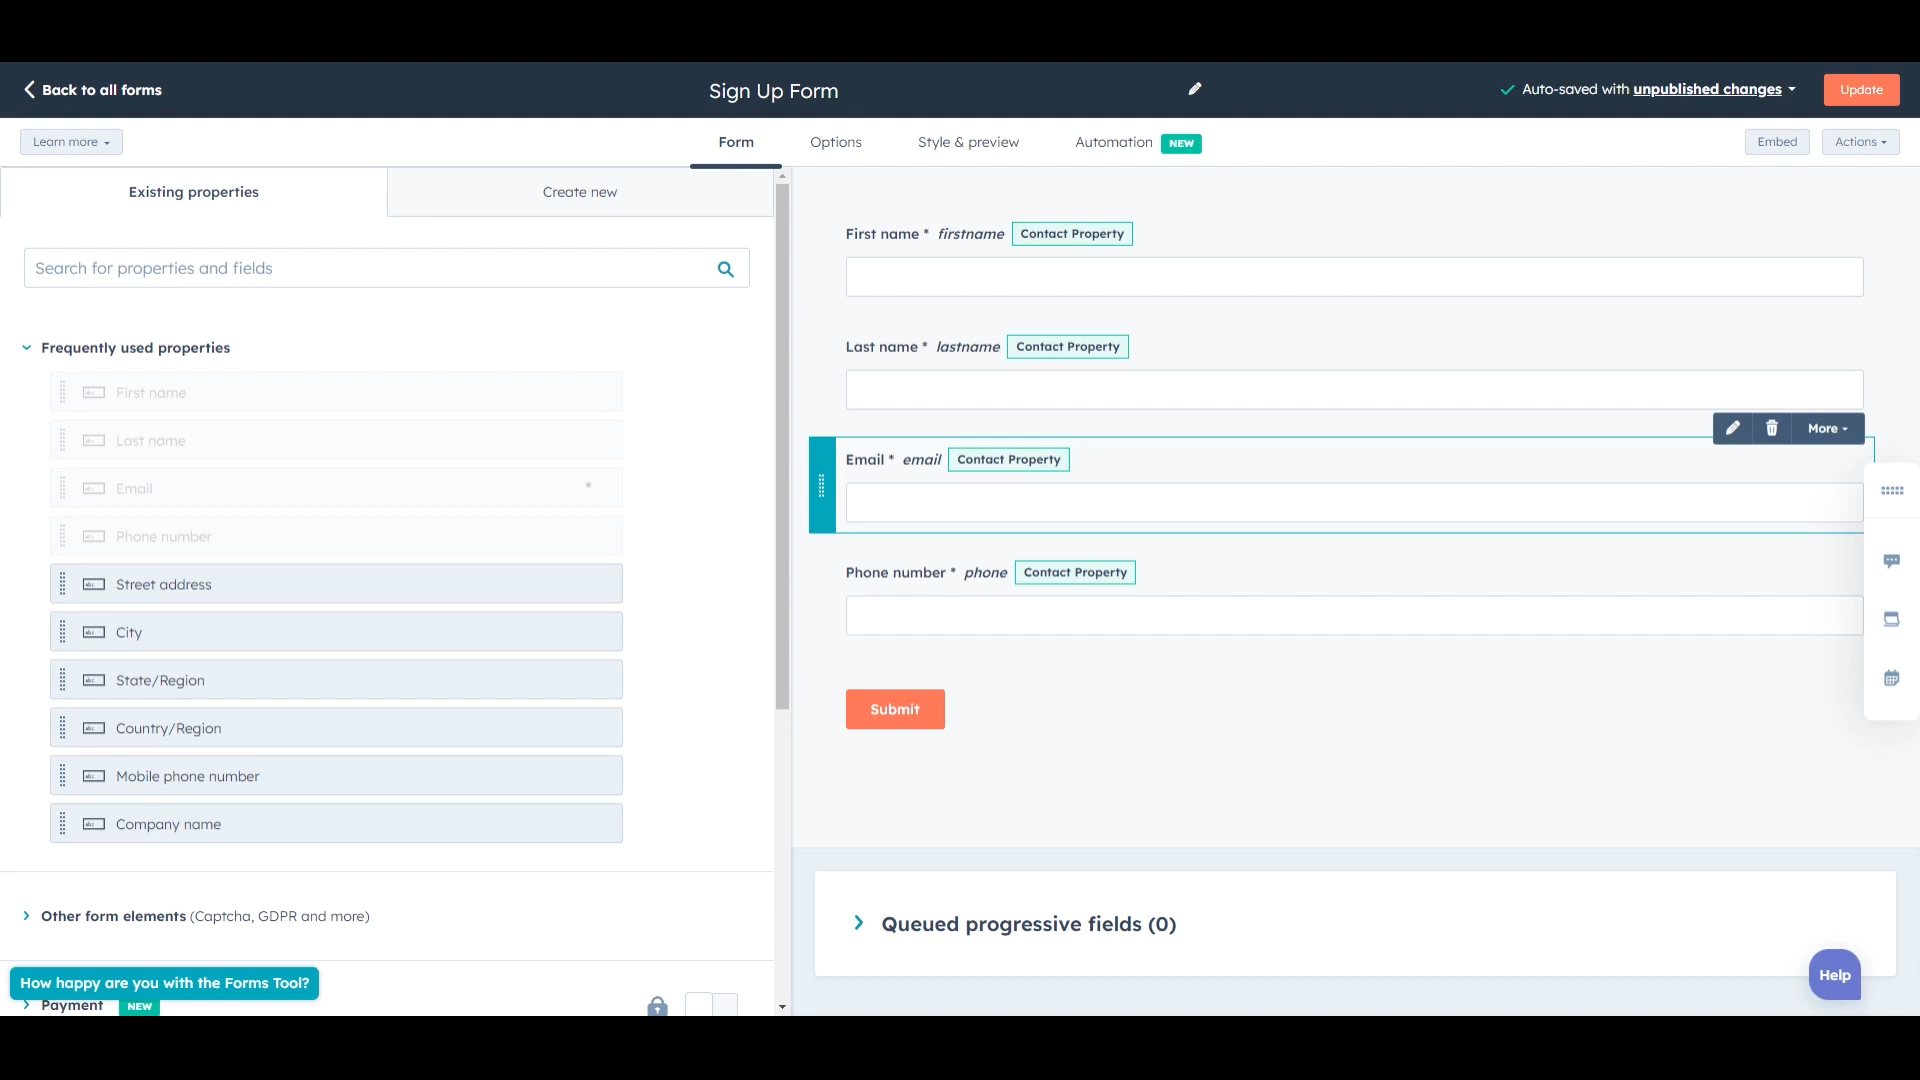 Back to all forms
Sign Up Form
Auto-saved with unpublished changes
Update
Learn more
Form
Options
Style & preview
Automation NEW
Embed
Actions
Existing properties
Create new
Search for properties and fields
Frequently used properties
First name
Last name
Email *
Phone number
Street address
City
State/Region
Country/Region
Mobile phone number
Company name
Other form elements (Captcha, GDPR and more)
How happy are you with the Forms Tool?
Payment NEW
First name * firstname Contact Property
Last name * lastname Contact Property
More
Email * email Contact Property
Phone number * phone Contact Property
Submit
Queued progressive fields (0)
Help